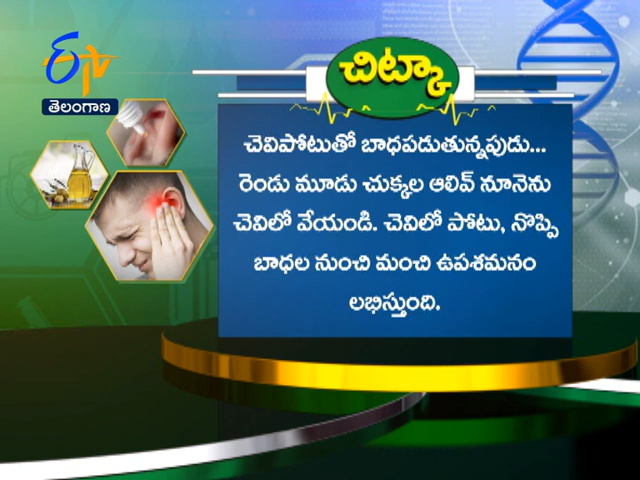 ETV
తెలంగాణ
చిట్కా
చెవిపోటుతో బాధపడుతున్నపుడు...
రెండు మూడు చుక్కల ఆలివ్ నూనెను
చెవిలో వేయండి. చెవిలో పోటు, నొప్పి
బాధల నుంచి మంచి ఉపశమనం
లభిస్తుంది.